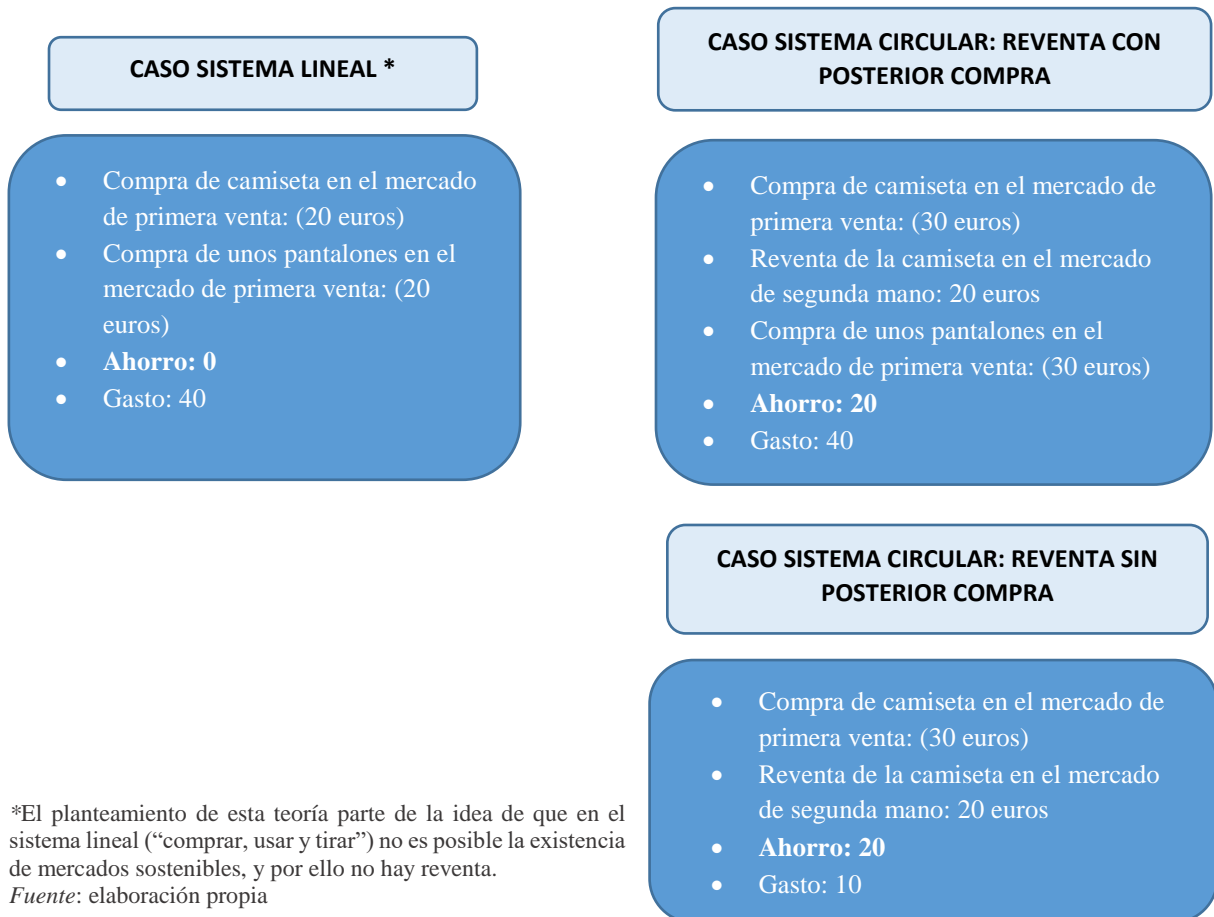 CASO SISTEMA LINEAL *
• Compra de camiseta en el mercado
de primera venta: (20 euros)
• Compra de unos pantalones en el
mercado de primera venta: (20
euros)
• Ahorro: 0
• Gasto: 40
CASO SISTEMA CIRCULAR: REVENTA CON
POSTERIOR COMPRA
• Compra de camiseta en el mercado de
primera venta: (30 euros)
• Reventa de la camiseta en el mercado
de segunda mano: 20 euros
• Compra de unos pantalones en el
mercado de primera venta: (30 euros)
• Ahorro: 20
• Gasto: 40
CASO SISTEMA CIRCULAR: REVENTA SIN
POSTERIOR COMPRA
• Compra de camiseta en el mercado de
primera venta: (30 euros)
• Reventa de la camiseta en el mercado
de segunda mano: 20 euros
• Ahorro: 20
• Gasto: 10
*El planteamiento de esta teoría parte de la idea de que en el
sistema lineal (“comprar, usar y tirar”) no es posible la existencia
de mercados sostenibles, y por ello no hay reventa.
Fuente: elaboración propia